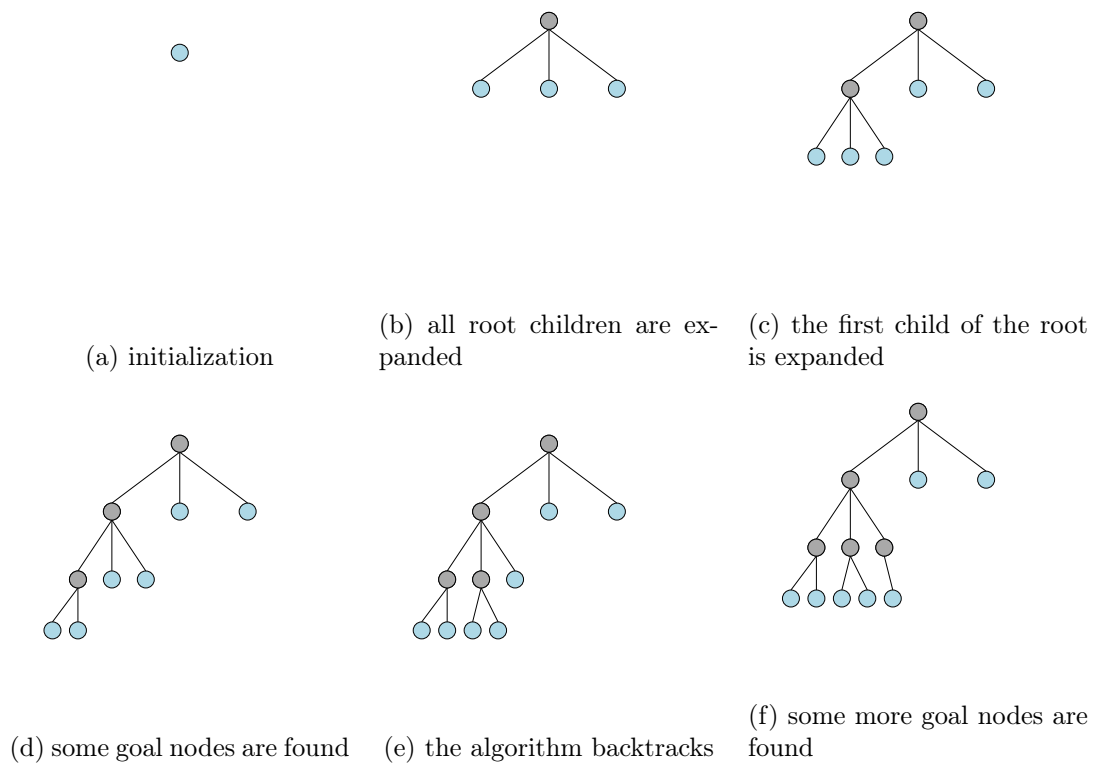 (a) initialization
(b) all root children are ex-
panded
(c) the first child of the root
is expanded
(d) some goal nodes are found
(e) the algorithm backtracks
(f) some more goal nodes are
found